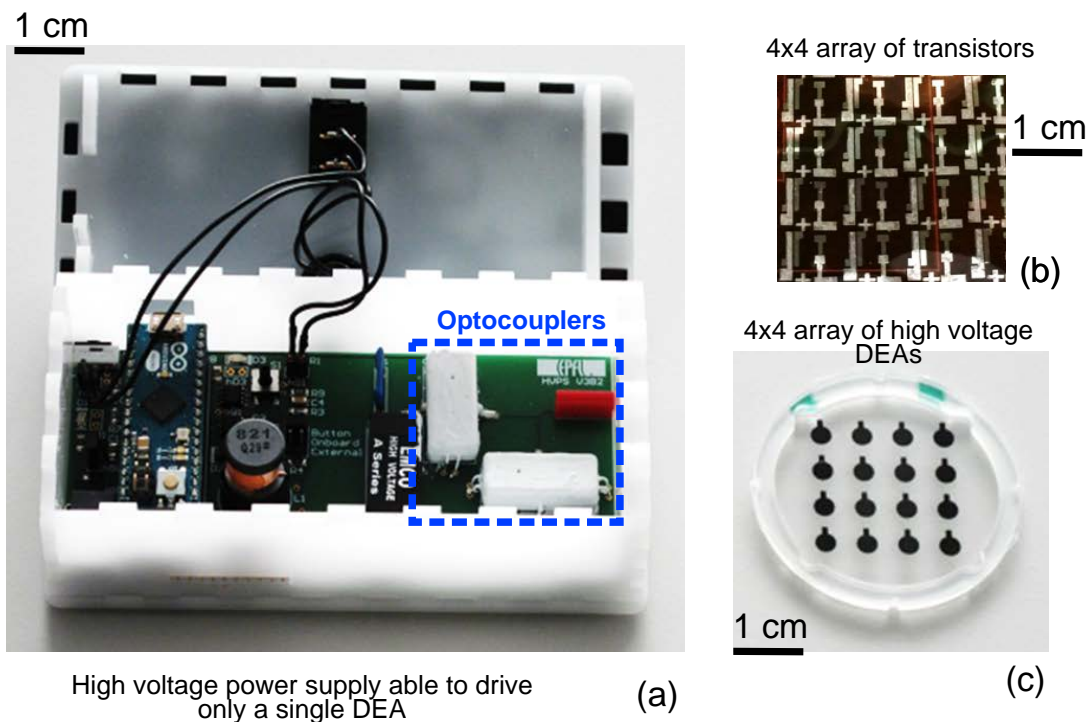 1 cm
Optocouplers
R1
D3
S1
R9
C4
R3
821
Button
Onboard
External
L1
EMCO
HIGH VOLTAGE
A Series
EPFL
HVPS V3B2
High voltage power supply able to drive
only a single DEA
(a)
4x4 array of transistors
1 cm
(b)
4x4 array of high voltage
DEAs
1 cm
(c)